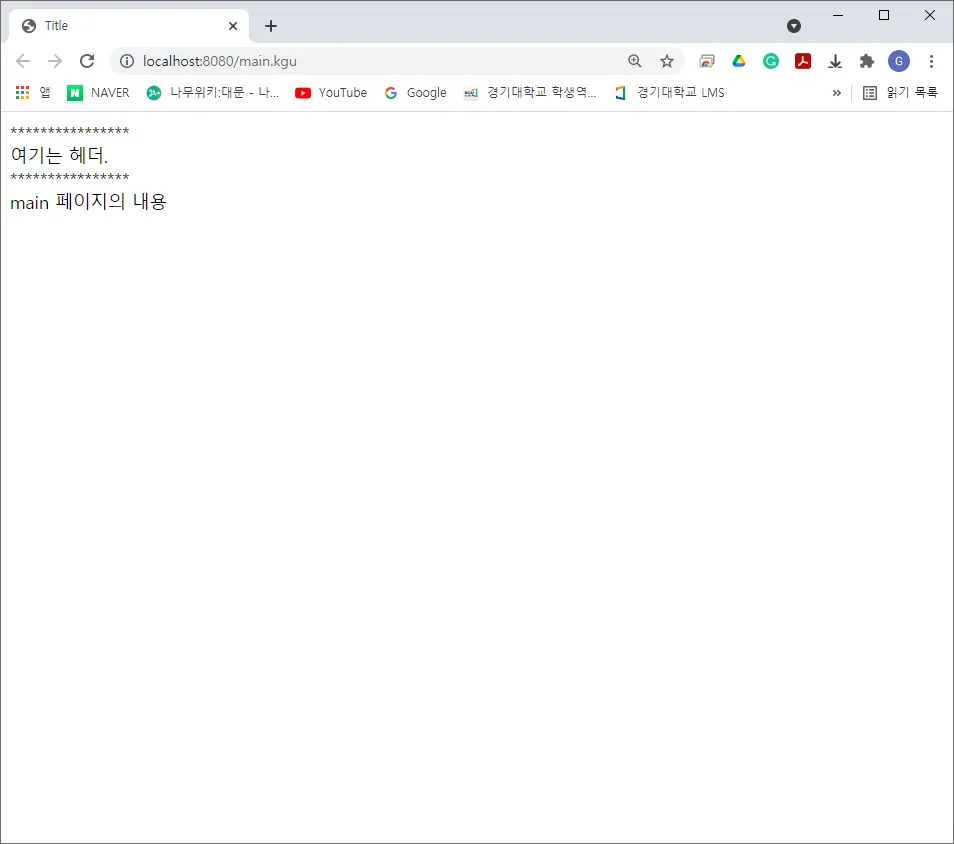 Title
localhost:8080/main.kgu
G
앱 NAVER 나무위키:대문 - 나... YouTube Google 경기대학교 학생역... 경기대학교 LMS » 읽기 목록
****************
여기는 헤더.
****************
main 페이지의 내용